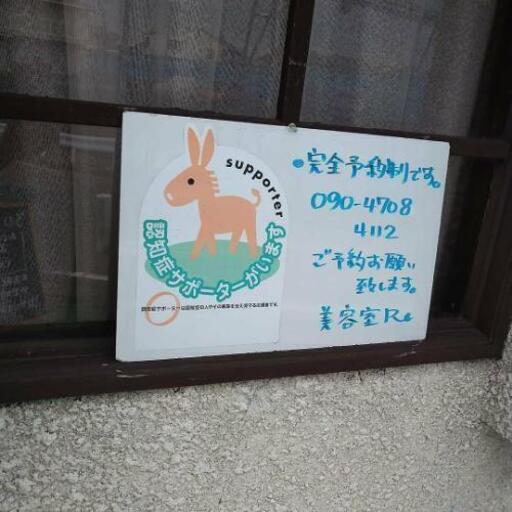 supporter
認知症サポーターがいます
●完全予約制です。
090-4708
4112
ご予約お願い
致します。
美容室Re